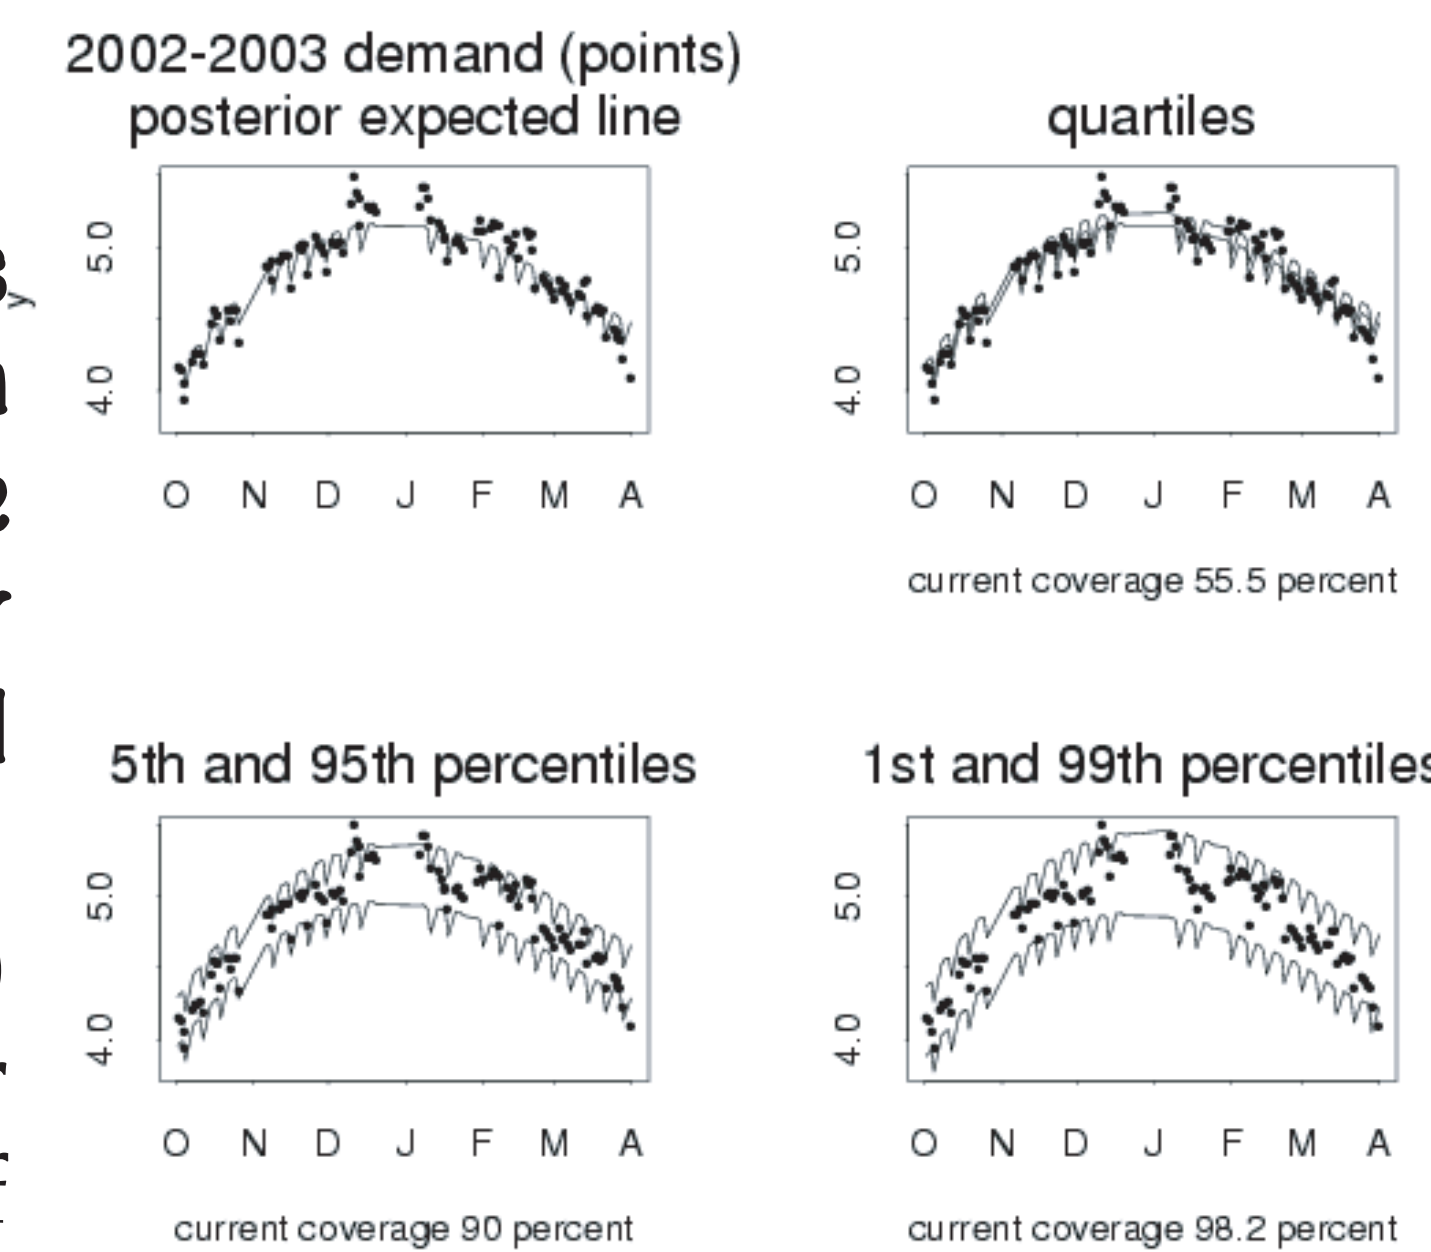 2002-2003 demand (points)
posterior expected line
5.0
4.0
O N D J F M A
quartiles
5.0
4.0
O N D J F M A
current coverage 55.5 percent
5th and 95th percentiles
5.0
4.0
O N D J F M A
current coverage 90 percent
1st and 99th percentiles
5.0
4.0
O N D J F M A
current coverage 98.2 percent